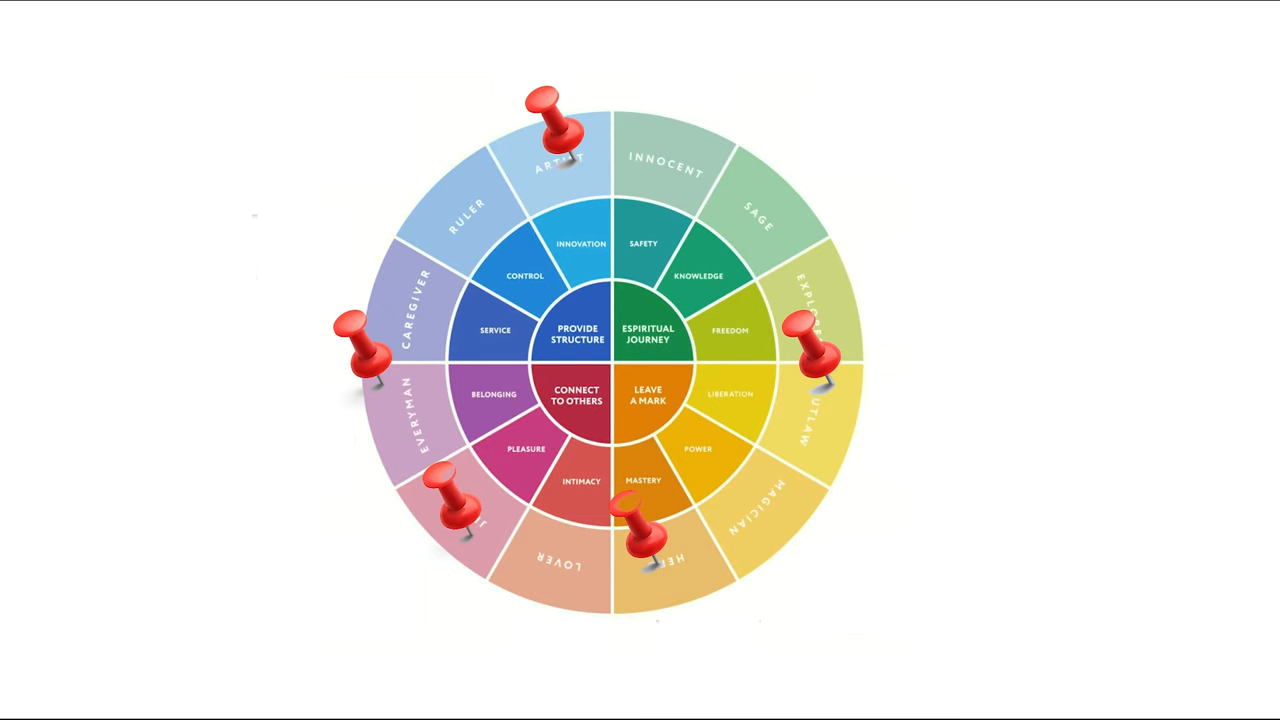 INNOCENT
SAGE
MAGICIAN
LOVER
EVERYMAN
CAREGIVER
RULER
INNOVATION
SAFETY
CONTROL
KNOWLEDGE
SERVICE
FREEDOM
PROVIDE
STRUCTURE
ESPIRITUAL
JOURNEY
BELONGING
LIBERATION
CONNECT
TO OTHERS
LEAVE
A MARK
PLEASURE
POWER
INTIMACY
MASTERY